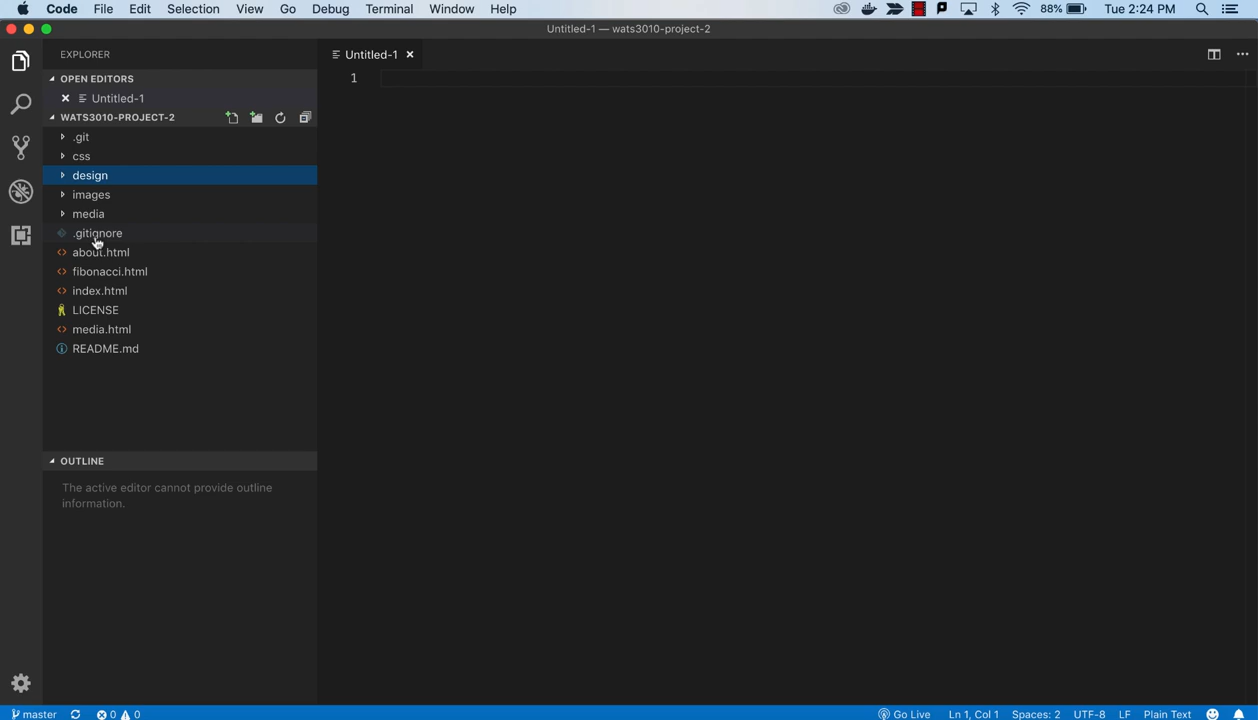 Code File Edit Selection View Go Debug Terminal Window Help 88% Tue 2:24 PM
Untitled-1 — wats3010-project-2
EXPLORER
OPEN EDITORS
Untitled-1
WATS3010-PROJECT-2
.git
css
design
images
media
.gitignore
about.html
fibonacci.html
index.html
LICENSE
media.html
README.md
OUTLINE
The active editor cannot provide outline
information.
Untitled-1
1
master 0 0 Go Live Ln 1, Col 1 Spaces: 2 UTF-8 LF Plain Text